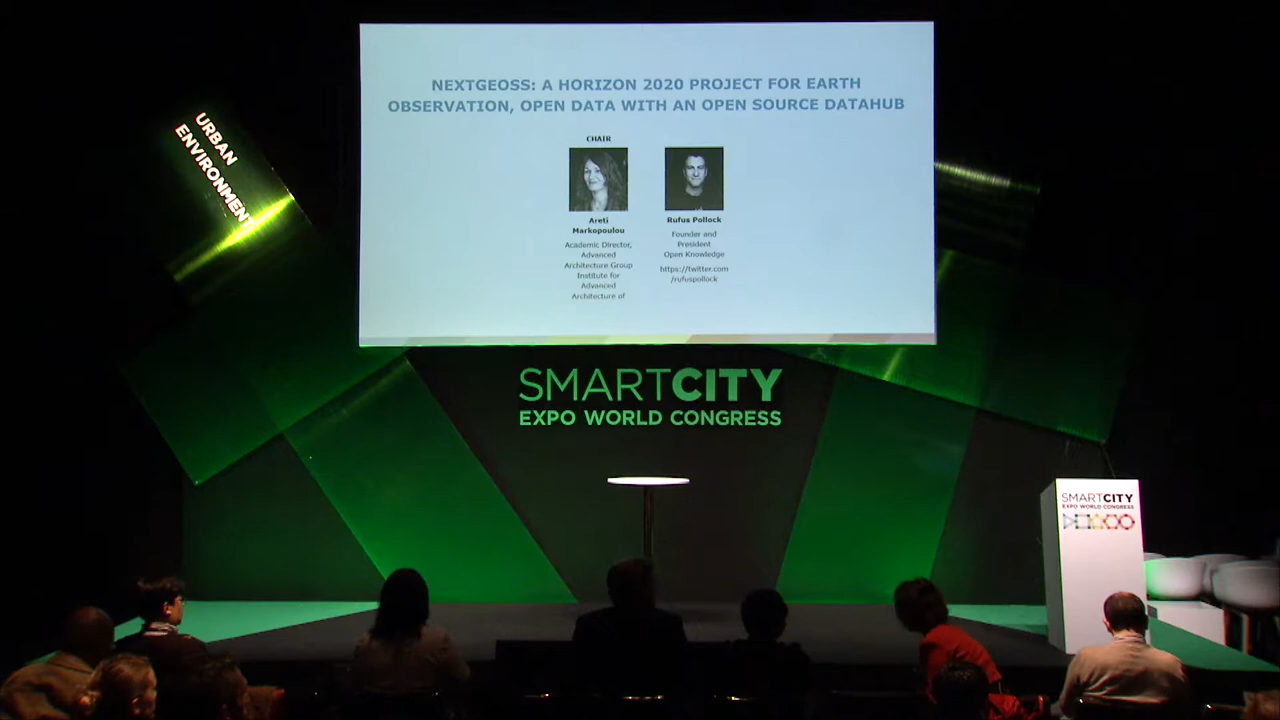 NEXTGEOSS: A HORIZON 2020 PROJECT FOR EARTH
OBSERVATION, OPEN DATA WITH AN OPEN SOURCE DATAHUB
CHAIR
Areti
Markopoulou
Academic Director,
Advanced
Architecture Group
Institute for
Advanced
Architecture of
Rufus Pollock
Founder and
President
Open Knowledge
https://twitter.com
/rufuspollock
URBAN
ENVIRONMENT
SMARTCITY
EXPO WORLD CONGRESS
SMARTCITY
EXPO WORLD CONGRESS